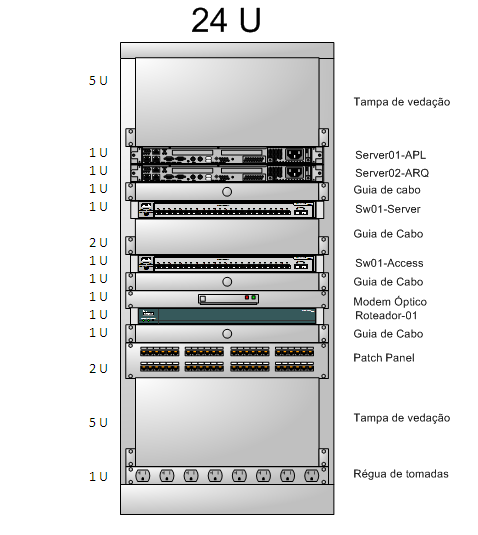 24 U
5 U
Tampa de vedação
1 U
Server01-APL
1 U
Server02-ARQ
1 U
Guia de cabo
1 U
Sw01-Server
2 U
Guia de Cabo
1 U
Sw01-Access
1 U
Guia de Cabo
1 U
Modem Óptico
1 U
Roteador-01
1 U
Guia de Cabo
2 U
Patch Panel
5 U
Tampa de vedação
1 U
Régua de tomadas